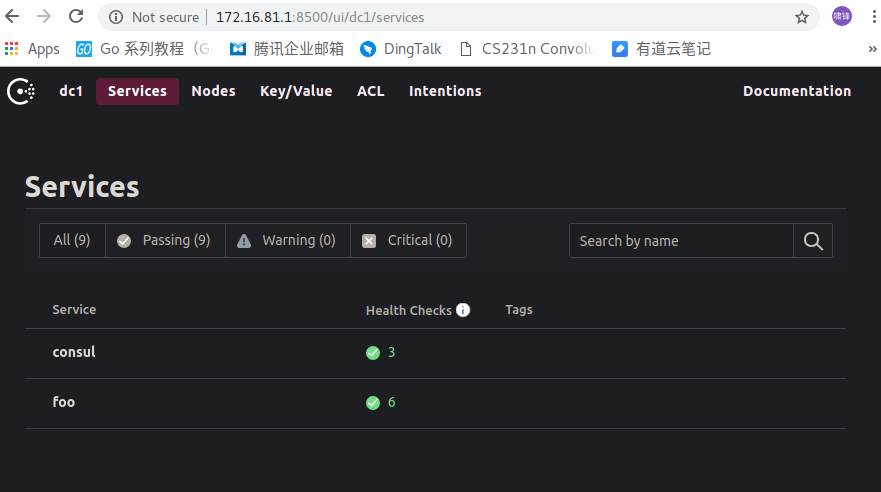 Not secure | 172.16.81.1:8500/ui/dc1/services 啸锋
Apps GO Go 系列教程（Go 腾讯企业邮箱 DingTalk CS231n Convolu 有道云笔记 »
dc1 Services Nodes Key/Value ACL Intentions Documentation
Services
All (9) Passing (9) Warning (0) Critical (0) Search by name
Service Health Checks Tags
consul 3
foo 6